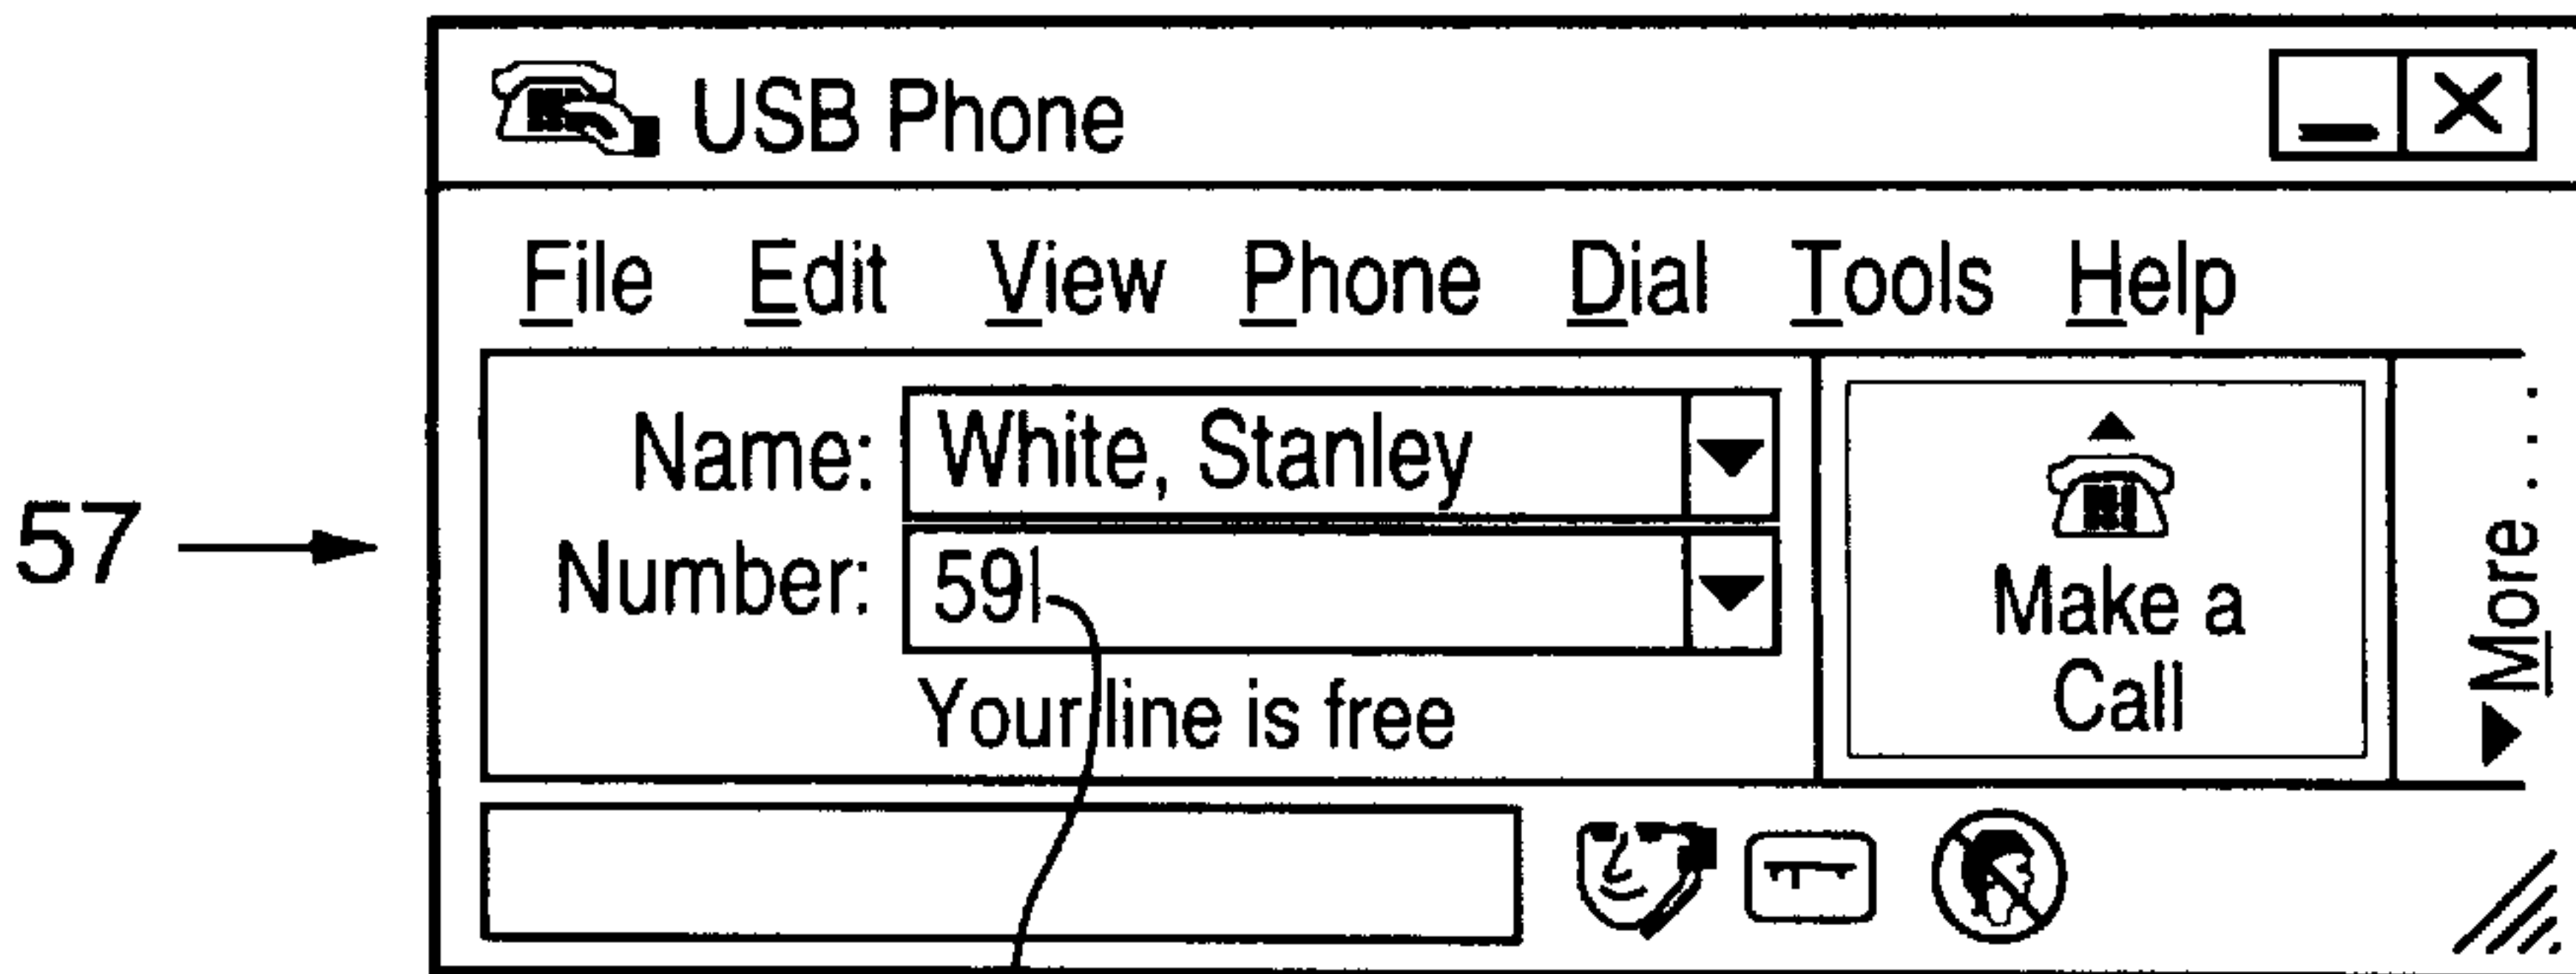 USB Phone
File Edit View Phone Dial Tools Help
Name: White, Stanley
57
Number: 59
Your line is free
Make a
Call
More ...